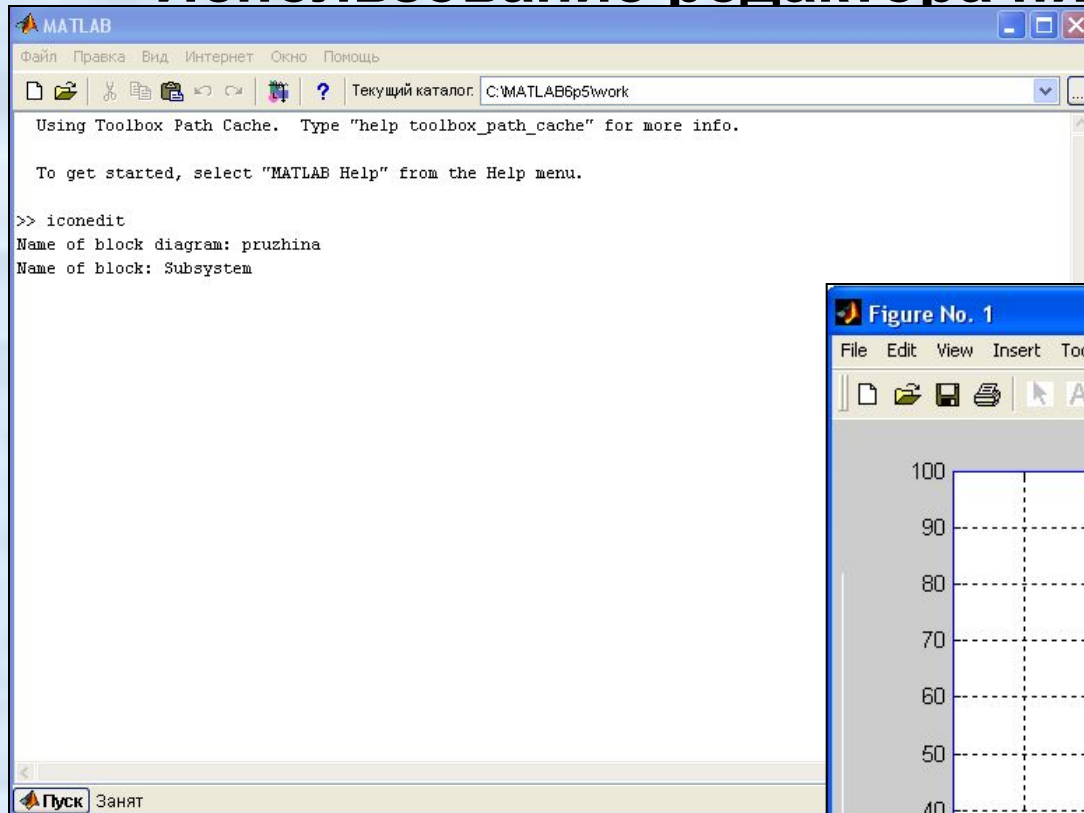 Использование редактора
MATLAB
Файл Правка Вид Интернет Окно Помощь
Текущий каталог: C:\MATLAB6p5\work
Using Toolbox Path Cache. Type "help toolbox_path_cache" for more info.
To get started, select "MATLAB Help" from the Help menu.
>> iconedit
Name of block diagram: pruzhina
Name of block: Subsystem
Пуск Занят
Figure No. 1
File Edit View Insert
100
90
80
70
60
50
40